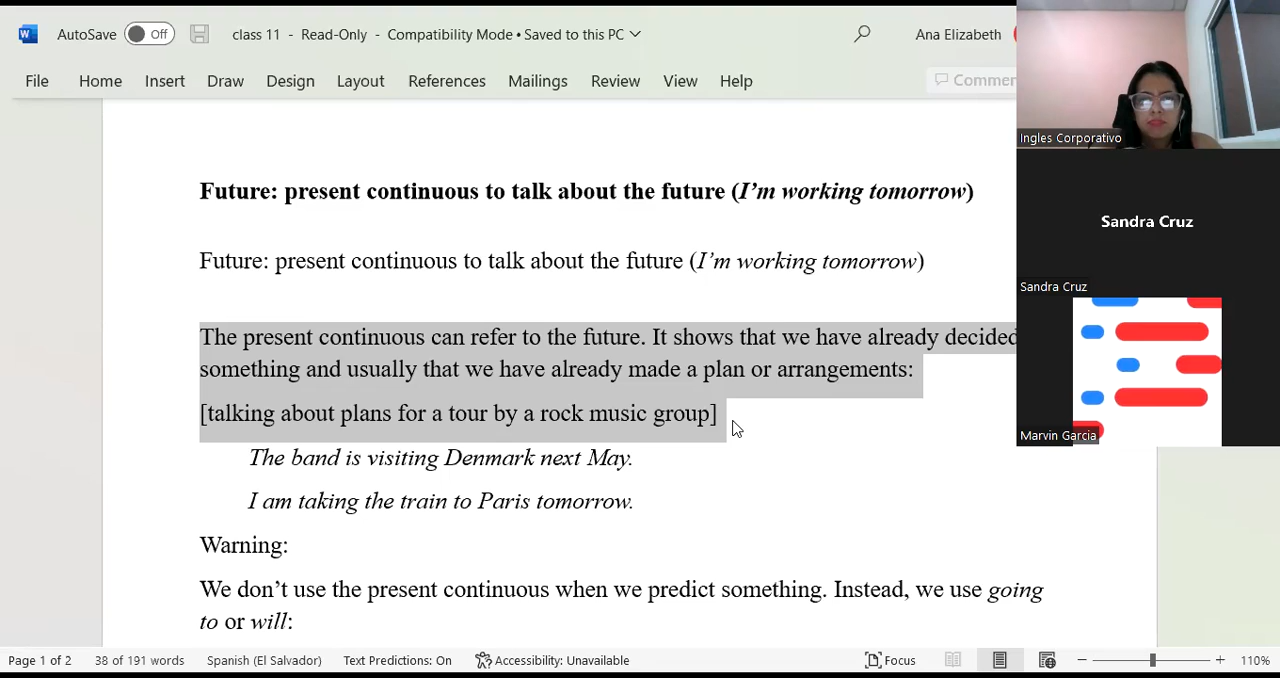 AutoSave Off class 11 - Read-Only - Compatibility Mode • Saved to this PC Ana Elizabeth
File Home Insert Draw Design Layout References Mailings Review View Help
Future: present continuous to talk about the future (I’m working tomorrow)
Future: present continuous to talk about the future (I’m working tomorrow)
The present continuous can refer to the future. It shows that we have already decided
something and usually that we have already made a plan or arrangements:
[talking about plans for a tour by a rock music group]
The band is visiting Denmark next May.
I am taking the train to Paris tomorrow.
Warning:
We don’t use the present continuous when we predict something. Instead, we use going
to or will:
Ingles Corporativo
Sandra Cruz
Sandra Cruz
Marvin Garcia
Page 1 of 2 38 of 191 words Spanish (El Salvador) Text Predictions: On Accessibility: Unavailable Focus 110%